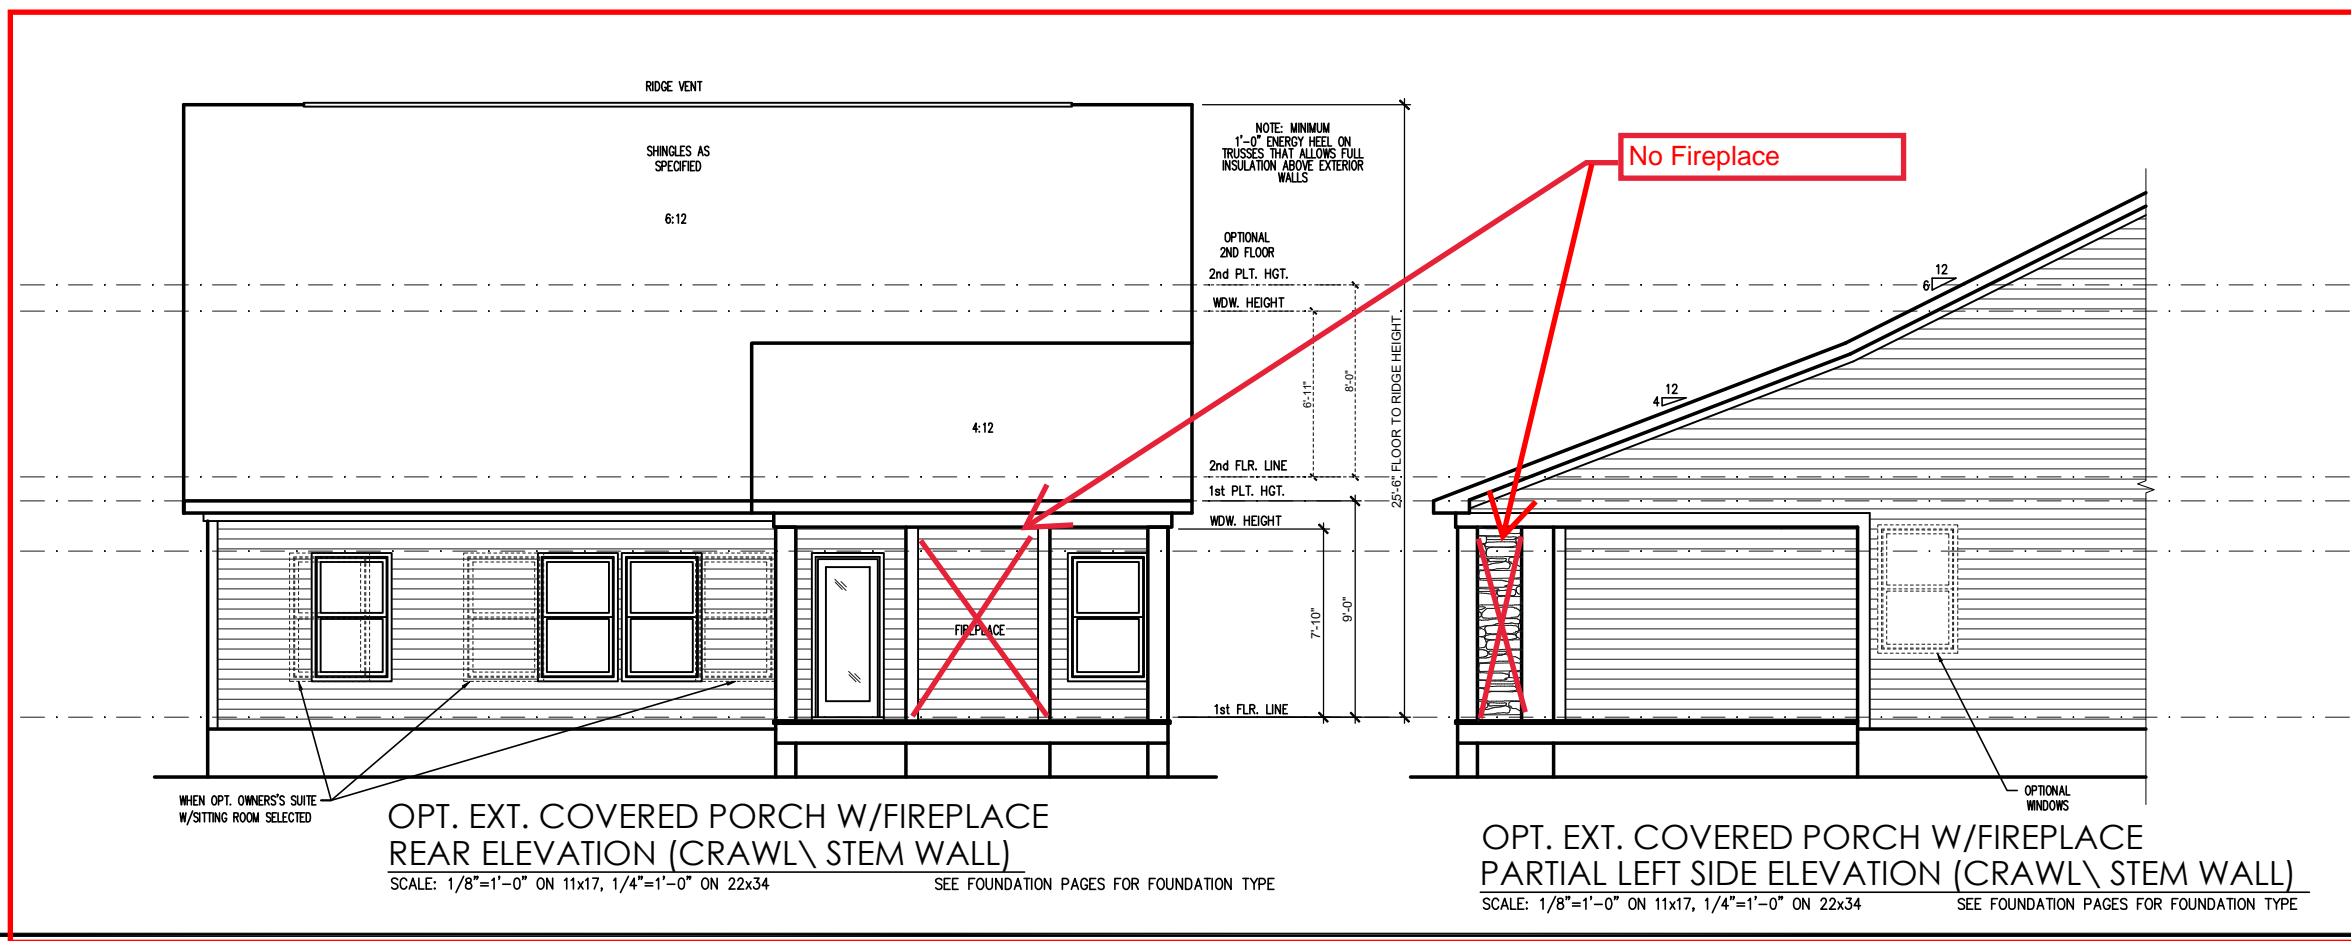 RIDGE VENT
SHINGLES AS
SPECIFIED
6:12
4:12
NOTE: MINIMUM
1'-0" ENERGY HEEL ON
TRUSSES THAT ALLOWS FULL
INSULATION ABOVE EXTERIOR
WALLS
OPTIONAL
2ND FLOOR
2nd PLT. HGT.
WDW. HEIGHT
6'-11"
8'-0"
25'-6" FLOOR TO RIDGE HEIGHT
2nd FLR. LINE
1st PLT. HGT.
WDW. HEIGHT
7'-10"
9'-0"
1st FLR. LINE
FIREPLACE
WHEN OPT. OWNERS'S SUITE
W/SITTING ROOM SELECTED
OPT. EXT. COVERED PORCH W/FIREPLACE
REAR ELEVATION (CRAWL\ STEM WALL)
SCALE: 1/8"=1'-0" ON 11x17, 1/4"=1'-0" ON 22x34
SEE FOUNDATION PAGES FOR FOUNDATION TYPE
No Fireplace
12
6
12
4
OPTIONAL
WINDOWS
OPT. EXT. COVERED PORCH W/FIREPLACE
PARTIAL LEFT SIDE ELEVATION (CRAWL\ STEM WALL)
SCALE: 1/8"=1'-0" ON 11x17, 1/4"=1'-0" ON 22x34
SEE FOUNDATION PAGES FOR FOUNDATION TYPE